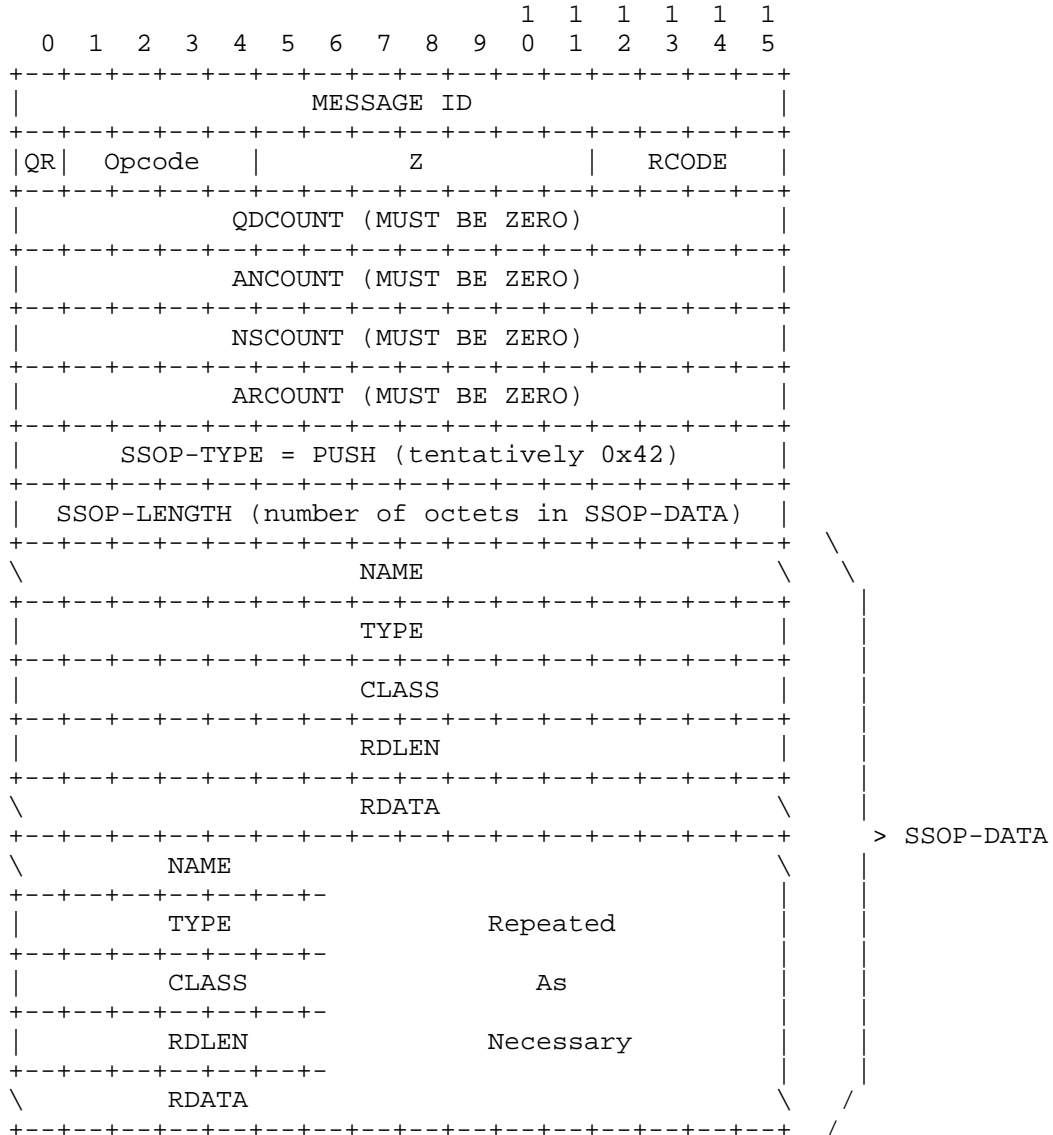 1  1  1  1  1  1
  0  1  2  3  4  5  6  7  8  9  0  1  2  3  4  5
+--+--+--+--+--+--+--+--+--+--+--+--+--+--+--+--+
|                  MESSAGE ID                   |
+--+--+--+--+--+--+--+--+--+--+--+--+--+--+--+--+
|QR|  Opcode   |         Z          |   RCODE   |
+--+--+--+--+--+--+--+--+--+--+--+--+--+--+--+--+
|             QDCOUNT (MUST BE ZERO)            |
+--+--+--+--+--+--+--+--+--+--+--+--+--+--+--+--+
|             ANCOUNT (MUST BE ZERO)            |
+--+--+--+--+--+--+--+--+--+--+--+--+--+--+--+--+
|             NSCOUNT (MUST BE ZERO)            |
+--+--+--+--+--+--+--+--+--+--+--+--+--+--+--+--+
|             ARCOUNT (MUST BE ZERO)            |
+--+--+--+--+--+--+--+--+--+--+--+--+--+--+--+--+
|      SSOP-TYPE = PUSH (tentatively 0x42)      |
+--+--+--+--+--+--+--+--+--+--+--+--+--+--+--+--+
|  SSOP-LENGTH (number of octets in SSOP-DATA)  |
+--+--+--+--+--+--+--+--+--+--+--+--+--+--+--+--+  \
\                     NAME                      \   \
+--+--+--+--+--+--+--+--+--+--+--+--+--+--+--+--+    |
|                     TYPE                      |    |
+--+--+--+--+--+--+--+--+--+--+--+--+--+--+--+--+    |
|                     CLASS                     |    |
+--+--+--+--+--+--+--+--+--+--+--+--+--+--+--+--+    |
|                     RDLEN                     |    |
+--+--+--+--+--+--+--+--+--+--+--+--+--+--+--+--+    |
\                     RDATA                     \    |
+--+--+--+--+--+--+--+--+--+--+--+--+--+--+--+--+     > SSOP-DATA
\         NAME                                  \    |
+--+--+--+--+--+--+-                            |    |
|         TYPE                Repeated          |    |
+--+--+--+--+--+--+-                            |    |
|         CLASS                  As             |    |
+--+--+--+--+--+--+-                            |    |
|         RDLEN               Necessary         |    |
+--+--+--+--+--+--+-                            |    |
\         RDATA                                 \   /
+--+--+--+--+--+--+--+--+--+--+--+--+--+--+--+--+  /